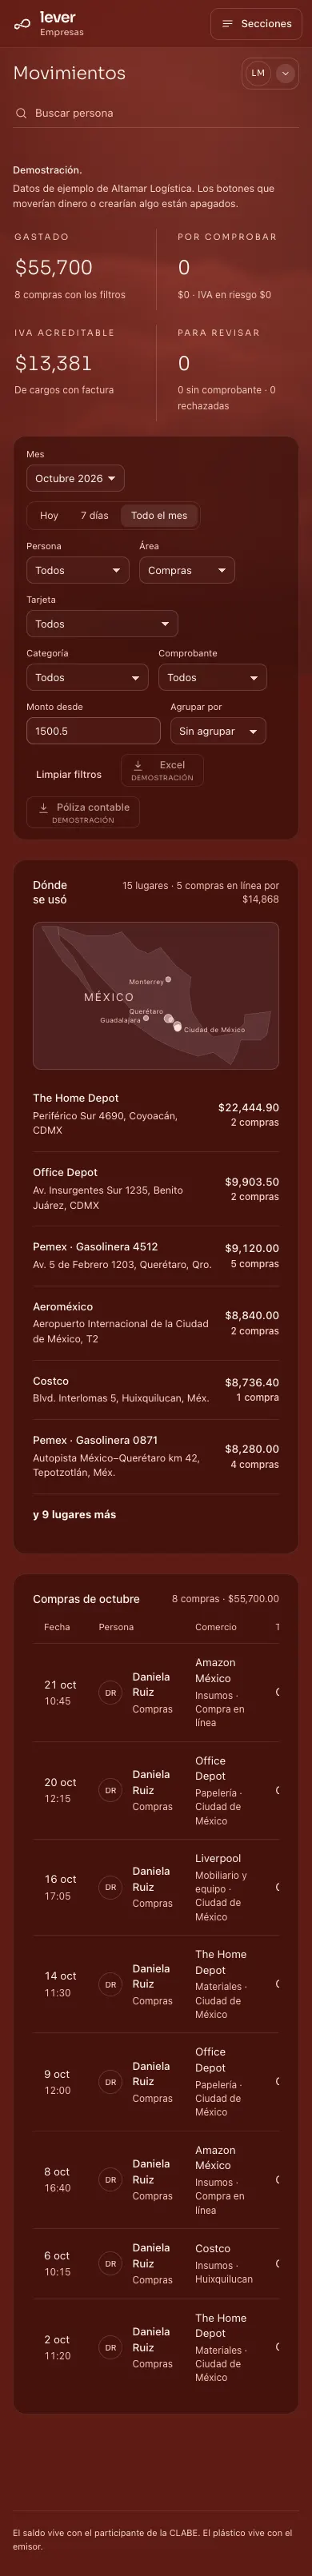 lever
Empresas
Secciones
Movimientos
LM
Buscar persona
Demostración.
Datos de ejemplo de Altamar Logística. Los botones que
moverían dinero o crearían algo están apagados.
GASTADO
$55,700
8 compras con los filtros
POR COMPROBAR
0
$0 · IVA en riesgo $0
IVA ACREDITABLE
$13,381
De cargos con factura
PARA REVISAR
0
0 sin comprobante · 0
rechazadas
Mes
Octubre 2026
Hoy
7 días
Todo el mes
Persona
Todos
Área
Compras
Tarjeta
Todos
Categoría
Todos
Comprobante
Todos
Monto desde
1500.5
Agrupar por
Sin agrupar
Limpiar filtros
Excel
DEMOSTRACIÓN
Póliza contable
DEMOSTRACIÓN
Dónde
se usó
15 lugares · 5 compras en línea por
$14,868
Monterrey
MÉXICO
Querétaro
Guadalajara
Ciudad de México
The Home Depot
Periférico Sur 4690, Coyoacán,
CDMX
$22,444.90
2 compras
Office Depot
Av. Insurgentes Sur 1235, Benito
Juárez, CDMX
$9,903.50
2 compras
Pemex · Gasolinera 4512
Av. 5 de Febrero 1203, Querétaro, Qro.
$9,120.00
5 compras
Aeroméxico
Aeropuerto Internacional de la Ciudad
de México, T2
$8,840.00
2 compras
Costco
Blvd. Interlomas 5, Huixquilucan, Méx.
$8,736.40
1 compra
Pemex · Gasolinera 0871
Autopista México–Querétaro km 42,
Tepotzotlán, Méx.
$8,280.00
4 compras
y 9 lugares más
Compras de octubre
8 compras · $55,700.00
Fecha
Persona
Comercio
21 oct
10:45
DR
Daniela
Ruiz
Compras
Amazon
México
Insumos ·
Compra en
línea
20 oct
12:15
DR
Daniela
Ruiz
Compras
Office
Depot
Papelería ·
Ciudad de
México
16 oct
17:05
DR
Daniela
Ruiz
Compras
Liverpool
Mobiliario y
equipo ·
Ciudad de
México
14 oct
11:30
DR
Daniela
Ruiz
Compras
The Home
Depot
Materiales ·
Ciudad de
México
9 oct
12:00
DR
Daniela
Ruiz
Compras
Office
Depot
Papelería ·
Ciudad de
México
8 oct
16:40
DR
Daniela
Ruiz
Compras
Amazon
México
Insumos ·
Compra en
línea
6 oct
10:15
DR
Daniela
Ruiz
Compras
Costco
Insumos ·
Huixquilucan
2 oct
11:20
DR
Daniela
Ruiz
Compras
The Home
Depot
Materiales ·
Ciudad de
México
El saldo vive con el participante de la CLABE. El plástico vive con el
emisor.